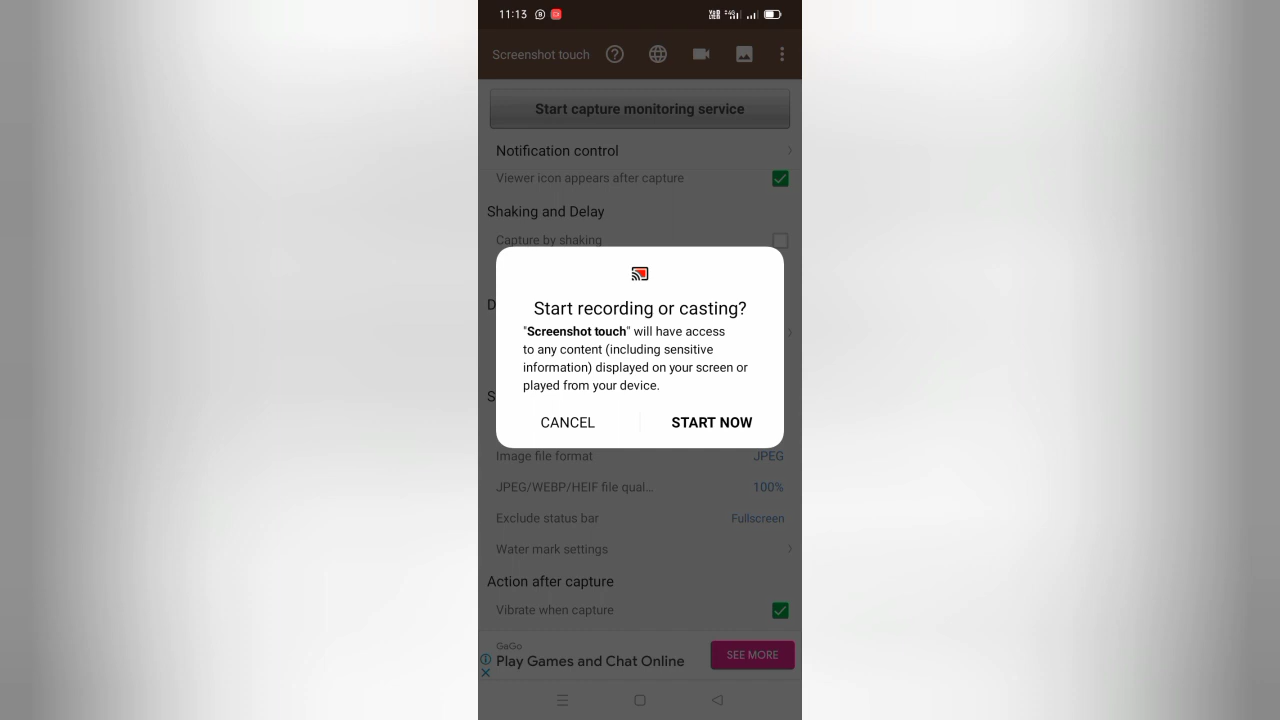 11:13
Screenshot touch
Start capture monitoring service
Notification control
Viewer icon appears after capture
Shaking and Delay
Capture by shaking
D
Start recording or casting?
"Screenshot touch" will have access
to any content (including sensitive
information) displayed on your screen or
played from your device.
S
CANCEL START NOW
Image file format JPEG
JPEG/WEBP/HEIF file qual... 100%
Exclude status bar Fullscreen
Water mark settings
Action after capture
Vibrate when capture
GaGo
Play Games and Chat Online
SEE MORE